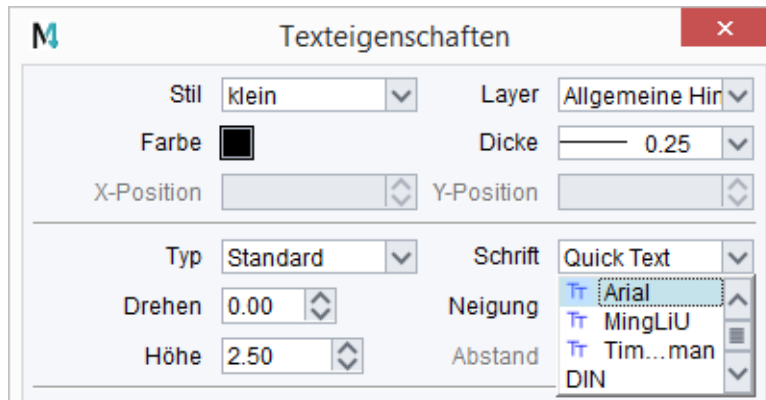 Texteigenschaften
Stil klein Layer Allgemeine Hin
Farbe Dicke 0.25
X-Position Y-Position
Typ Standard Schrift Quick Text
Drehen 0.00 Neigung Arial
MingLiU
Höhe 2.50 Abstand Tim...man
DIN